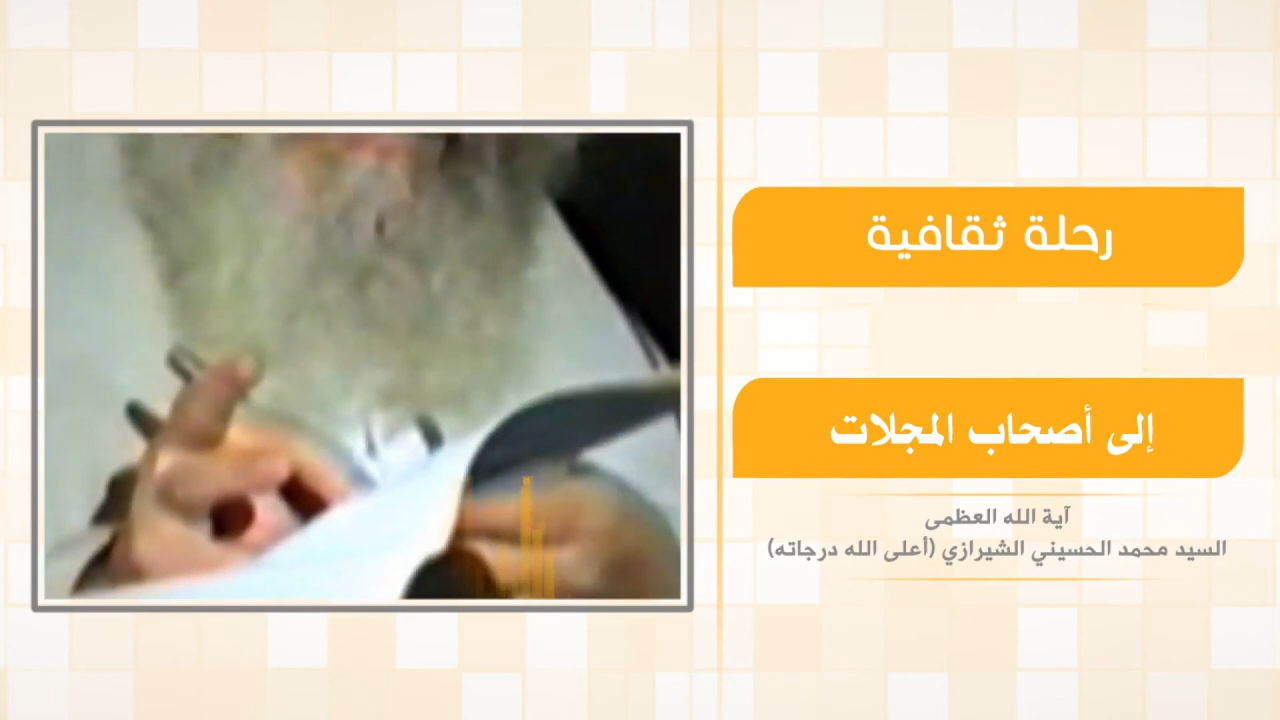 رحلة ثقافية
إلى أصحاب المجلات
آية الله العظمى
السيد محمد الحسيني الشيرازي (أعلى الله درجاته)